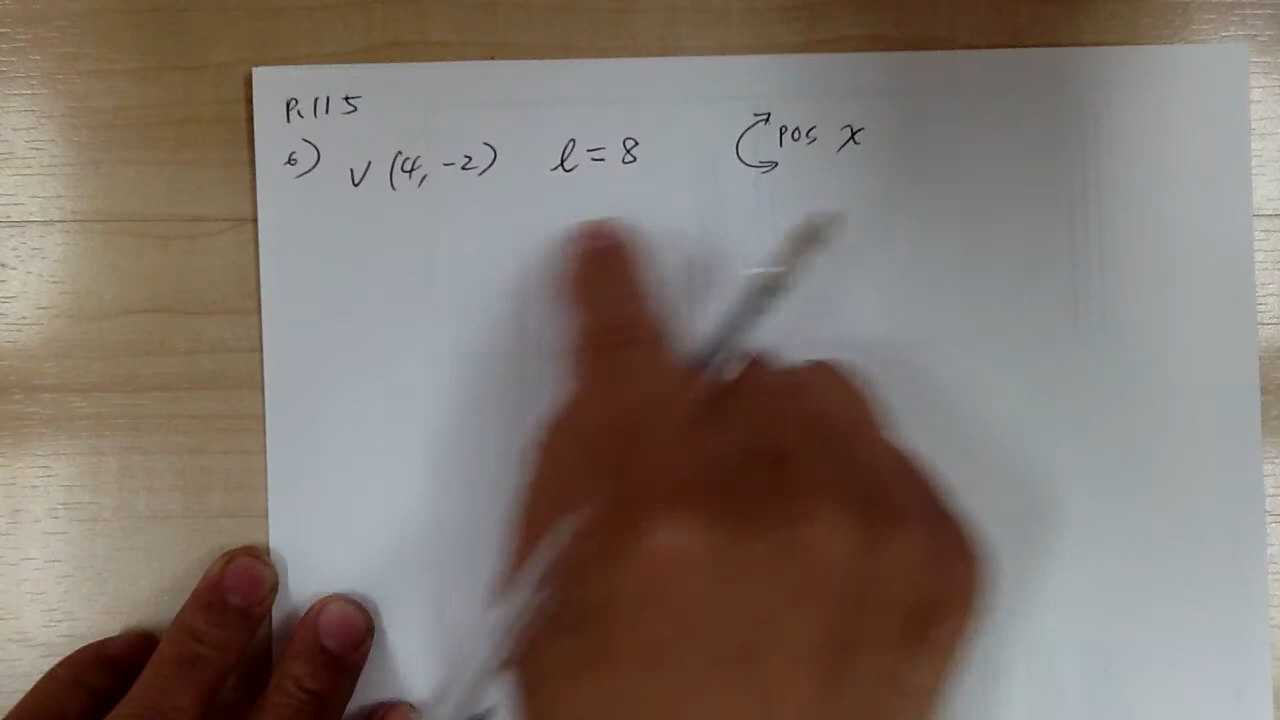 P.115
6) V (4, -2) l = 8 pos x